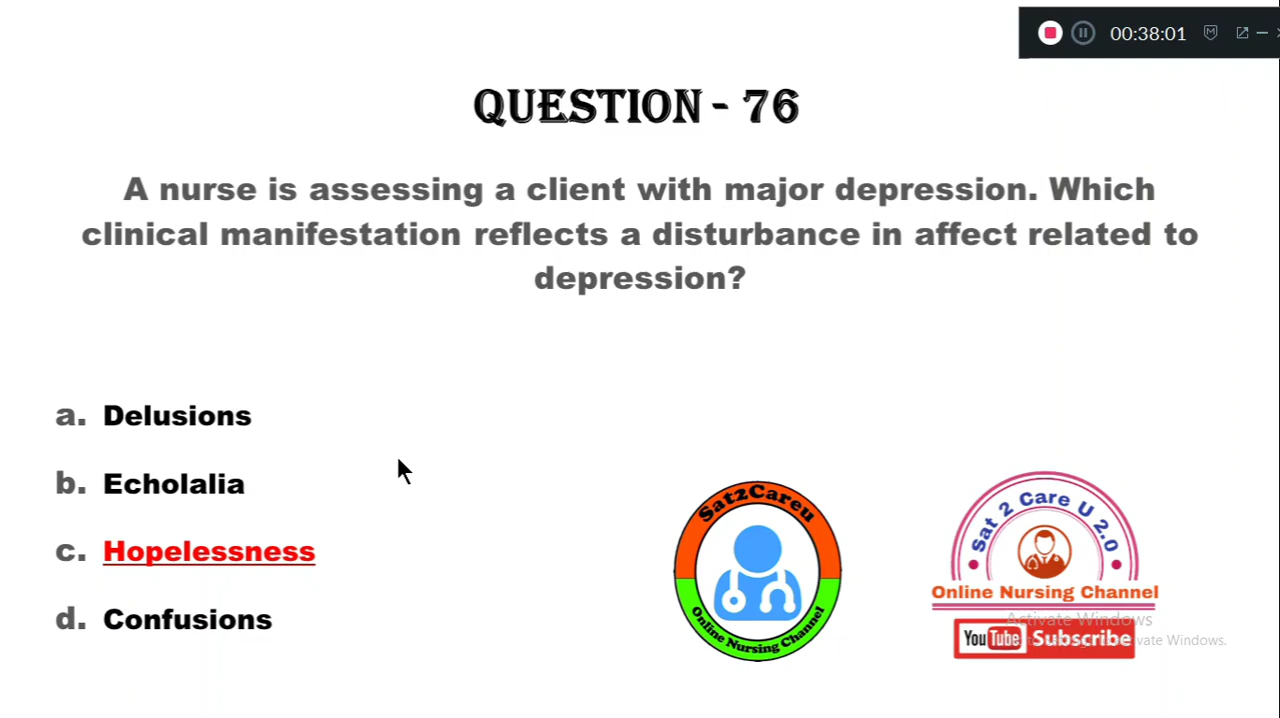 00:38:01
QUESTION - 76
A nurse is assessing a client with major depression. Which
clinical manifestation reflects a disturbance in affect related to
depression?
a. Delusions
b. Echolalia
c. Hopelessness
d. Confusions
Sat2Careu
Online Nursing Channel
Sat 2 Care U 2.0
Online Nursing Channel
Activate Windows
YouTube Subscribe
vate Windows.